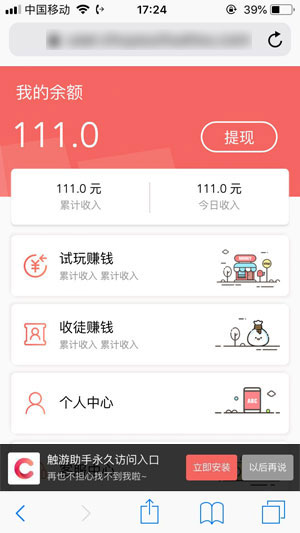 中国移动 17:24 39%
我的余额
111.0
提现
111.0 元 111.0 元
累计收入 今日收入
试玩赚钱
累计收入 累计收入
收徒赚钱
累计收入 累计收入
个人中心
ABC
触游助手永久访问入口
再也不担心找不到我啦~
立即安装 以后再说
客服中心